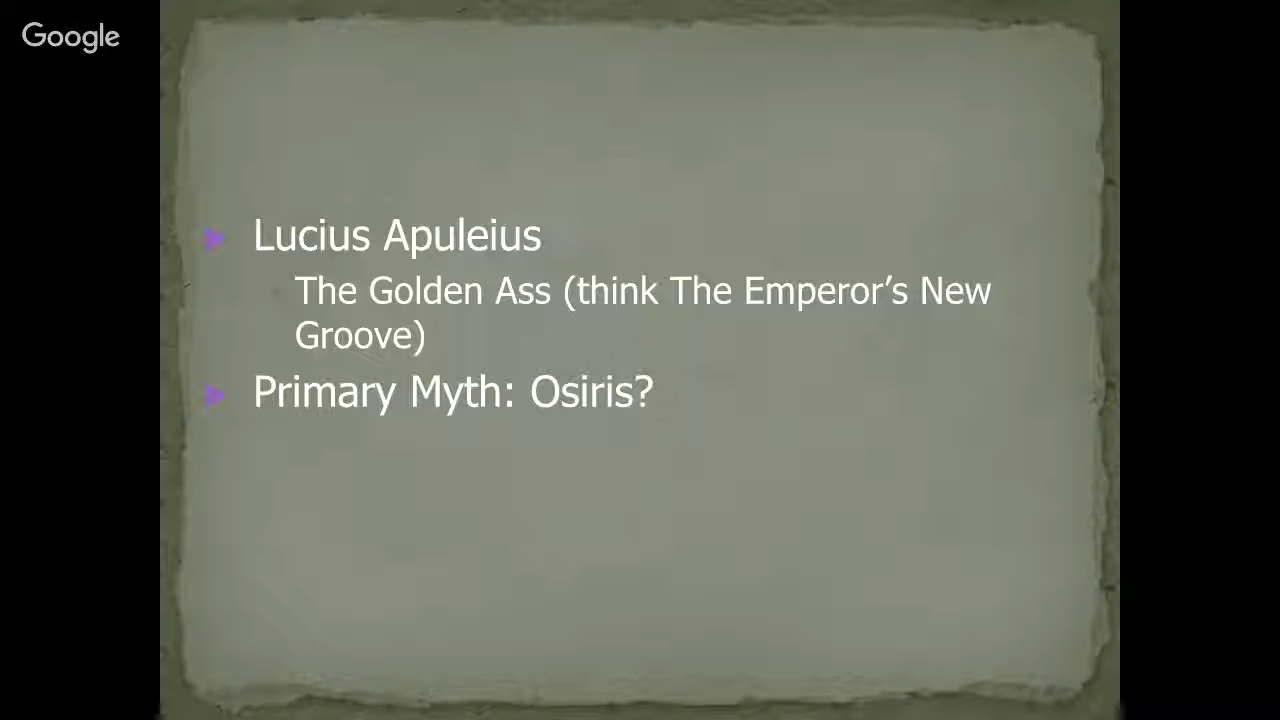 Google
Lucius Apuleius
The Golden Ass (think The Emperor’s New
Groove)
Primary Myth: Osiris?